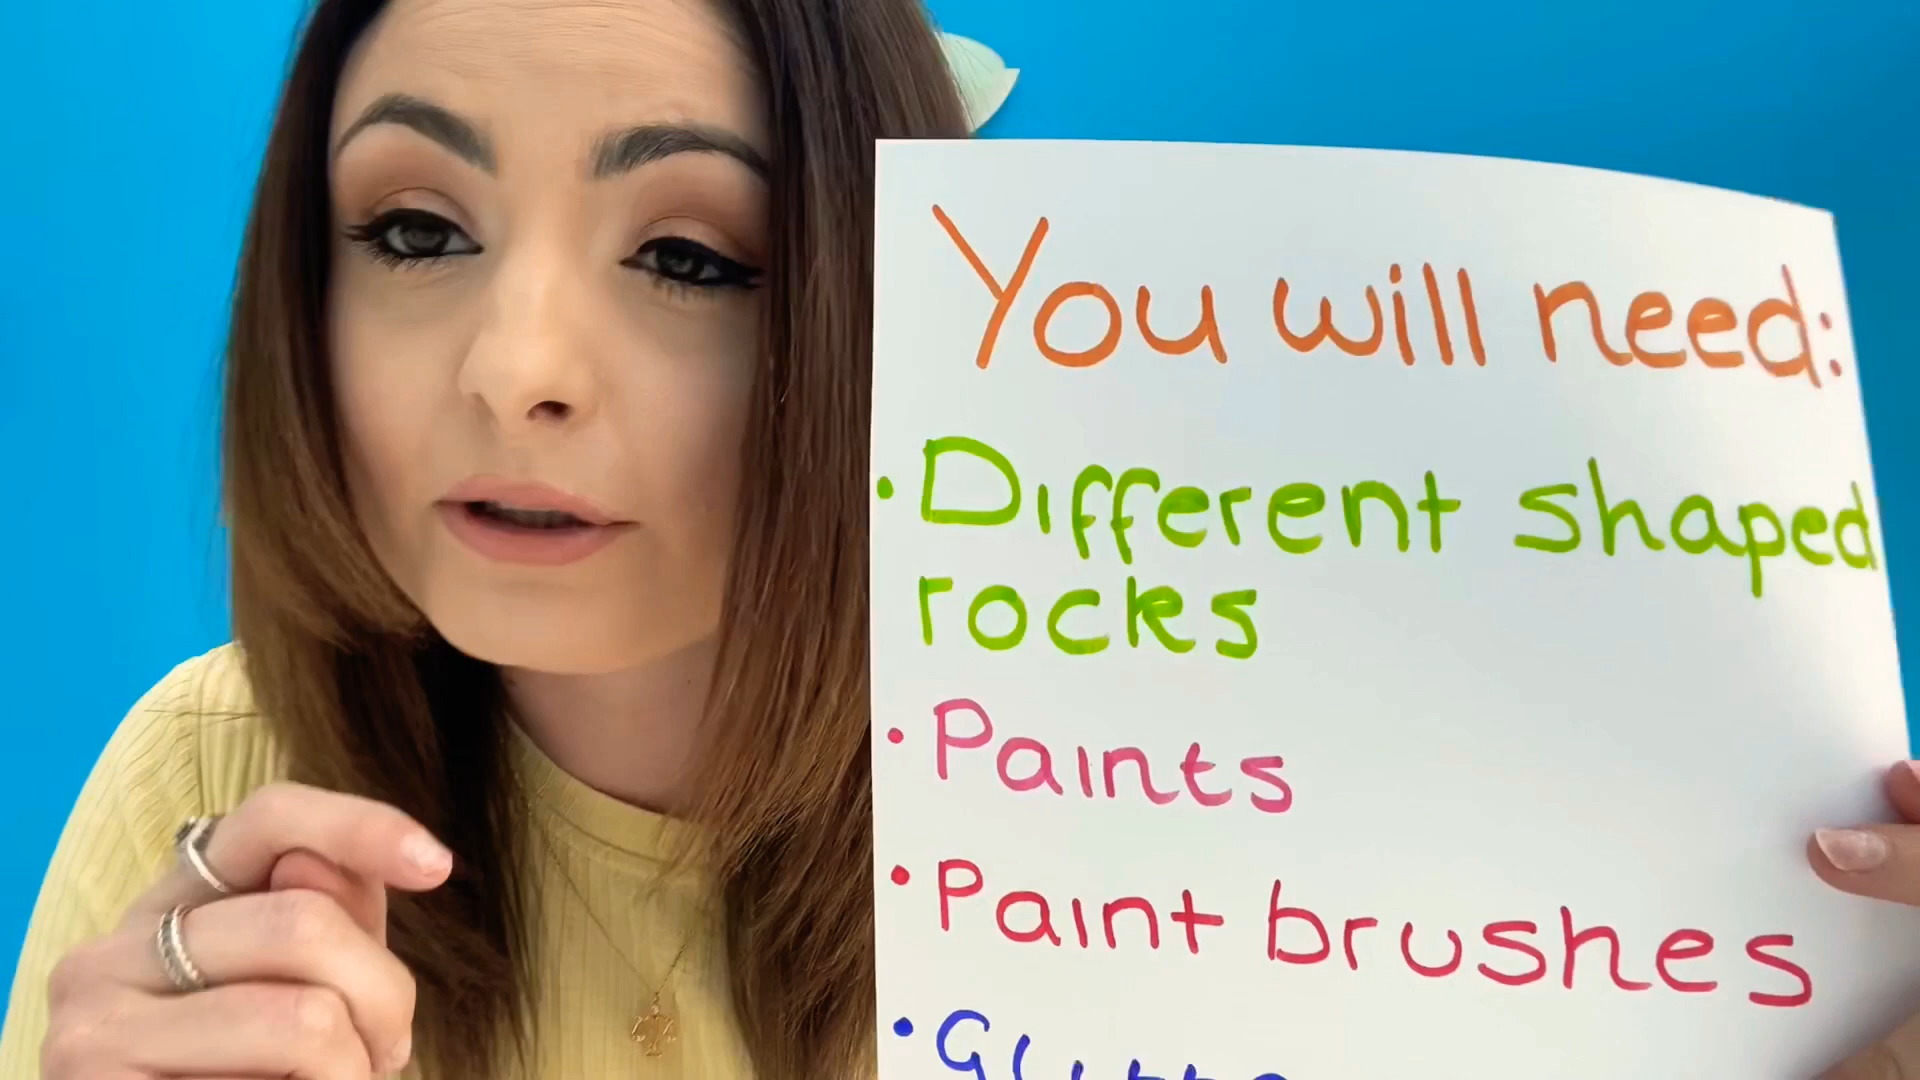 You will need:
• Different shaped
rocks
• Paints
• Paint brushes